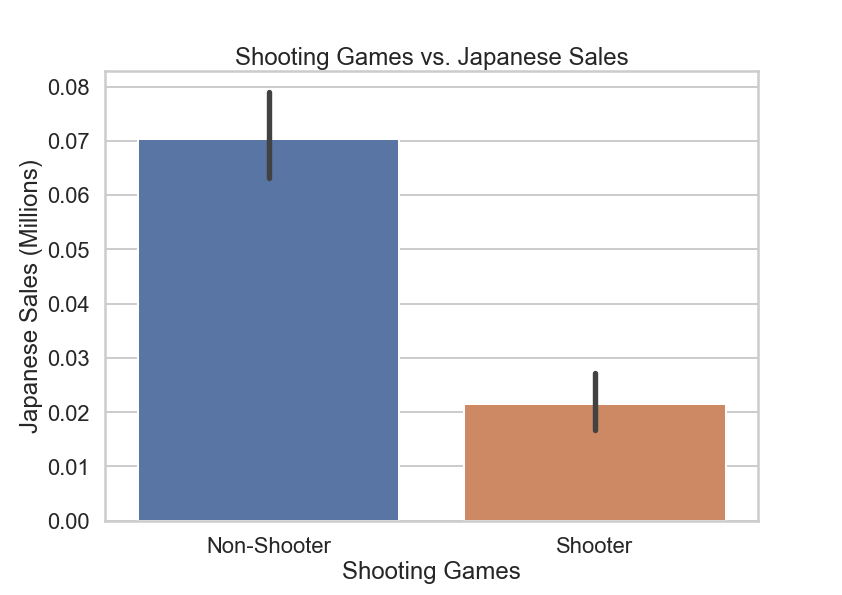 Shooting Games vs. Japanese Sales
Japanese Sales (Millions)
0.08
0.07
0.06
0.05
0.04
0.03
0.02
0.01
0.00
Non-Shooter
Shooter
Shooting Games